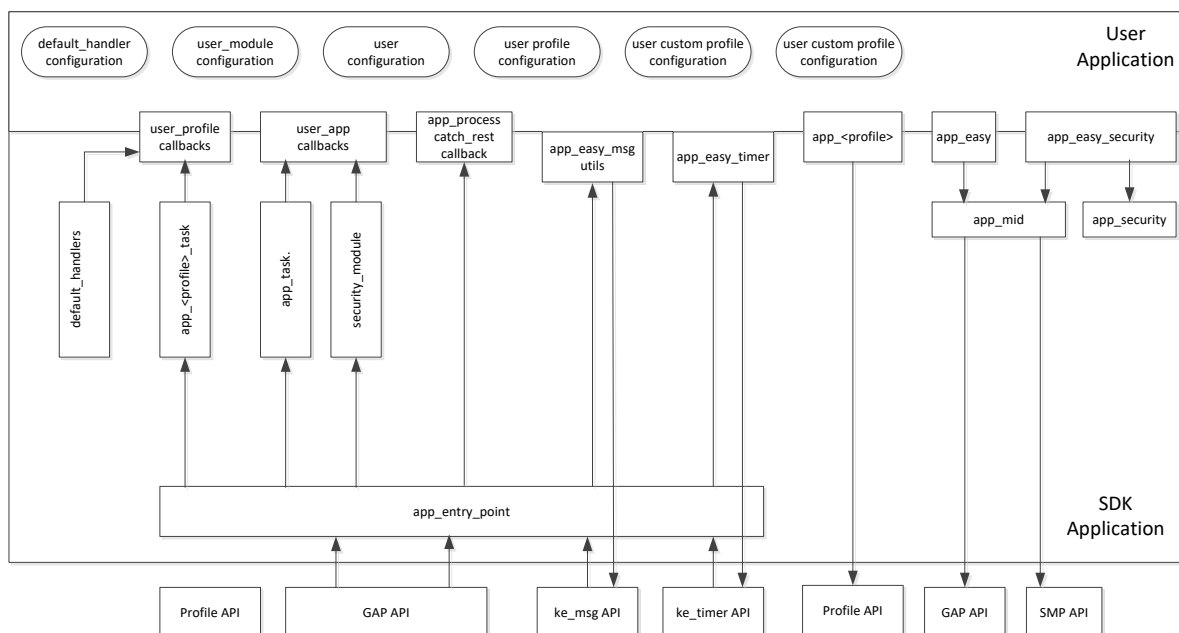 default_handler
configuration
user_module
configuration
user
configuration
user profile
configuration
user custom profile
configuration
user custom profile
configuration
User
Application
user_profile
callbacks
user_app
callbacks
app_process
catch_rest
callback
app_easy_msg
utils
app_easy_timer
app_<profile>
app_easy
app_easy_security
default_handlers
app_<profile>_task
app_task.
security_module
app_mid
app_security
app_entry_point
SDK
Application
Profile API
GAP API
ke_msg API
ke_timer API
Profile API
GAP API
SMP API